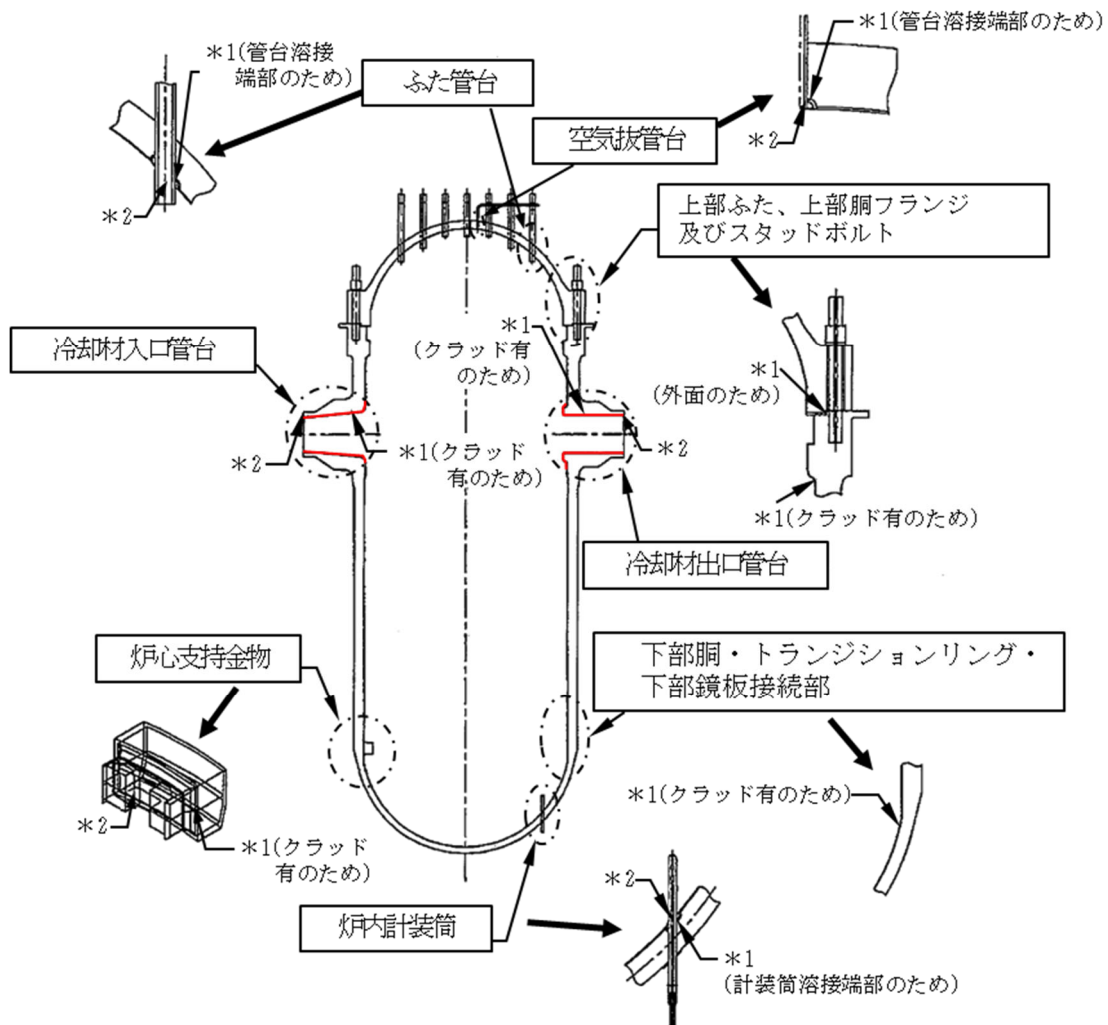 *1(管台溶接
端部のため)
ふた管台
*2
*1(管台溶接端部のため)
空気抜管台
*2
上部ふた、上部胴フランジ
及びスタッドボルト
冷却材入口管台
*1
(クラッド有
のため)
*1
(外面のため)
*2
*1(クラッド
有のため)
*2
*1(クラッド有のため)
冷却材出口管台
炉心支持金物
下部胴・トランジションリング・
下部鏡板接続部
*2
*1(クラッド
有のため)
*1(クラッド有のため)
炉内計装筒
*2
*1
(計装筒溶接端部のため)